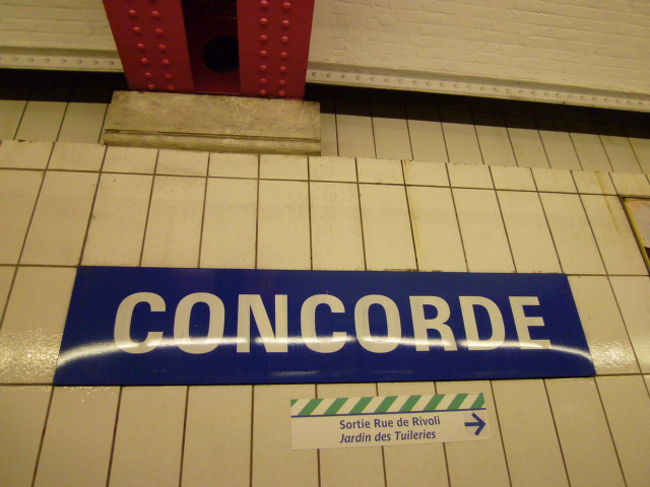 CONCORDE
Sortie Rue de Rivoli
Jardin des Tuileries